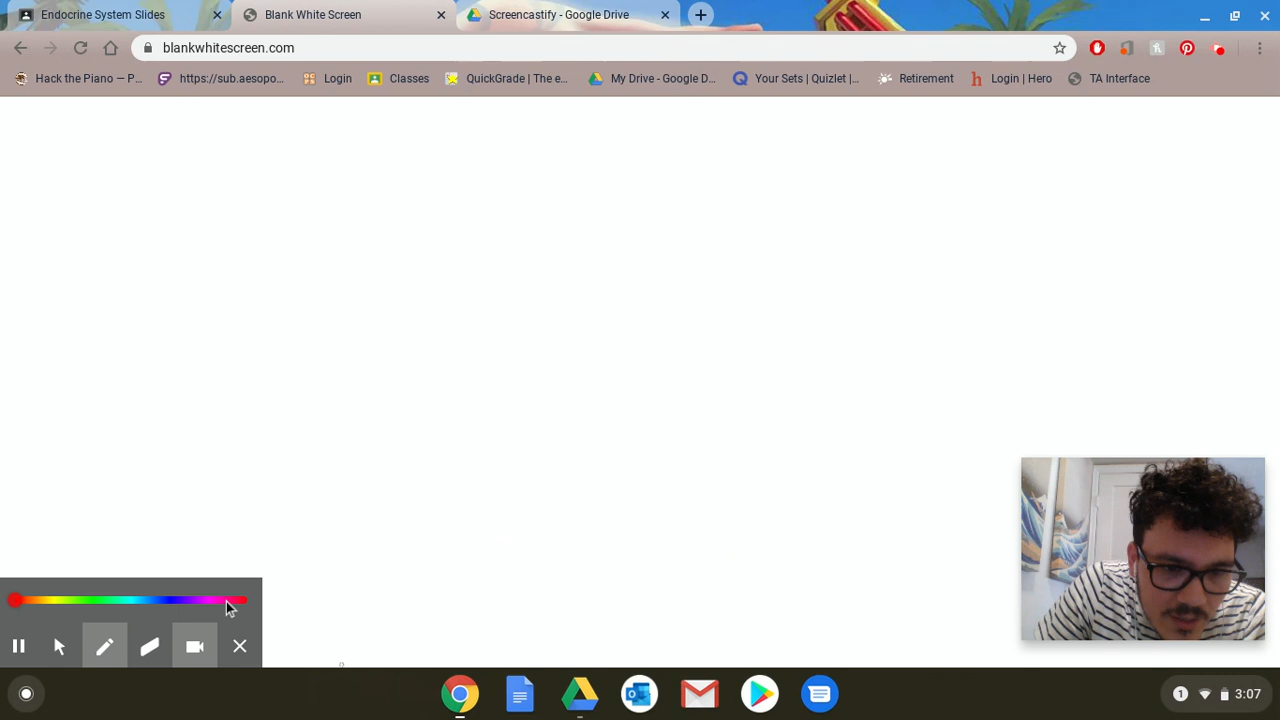 Endocrine System Slides
Blank White Screen
Screencastify - Google Drive
blankwhitescreen.com
Hack the Piano — P...
https://sub.aesopo...
Login
Classes
QuickGrade | The e...
My Drive - Google D...
Your Sets | Quizlet |...
Retirement
Login | Hero
TA Interface
1
3:07